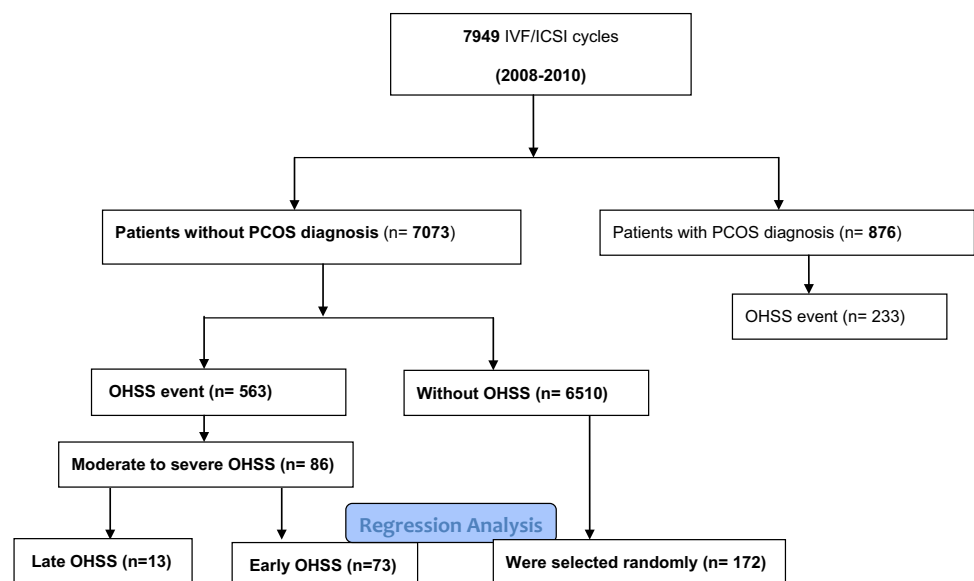 7949 IVF/ICSI cycles
(2008-2010)
Patients without PCOS diagnosis (n= 7073)
Patients with PCOS diagnosis (n= 876)
OHSS event (n= 233)
OHSS event (n= 563)
Without OHSS (n= 6510)
Moderate to severe OHSS (n= 86)
Regression Analysis
Late OHSS (n=13)
Early OHSS (n=73)
Were selected randomly (n= 172)